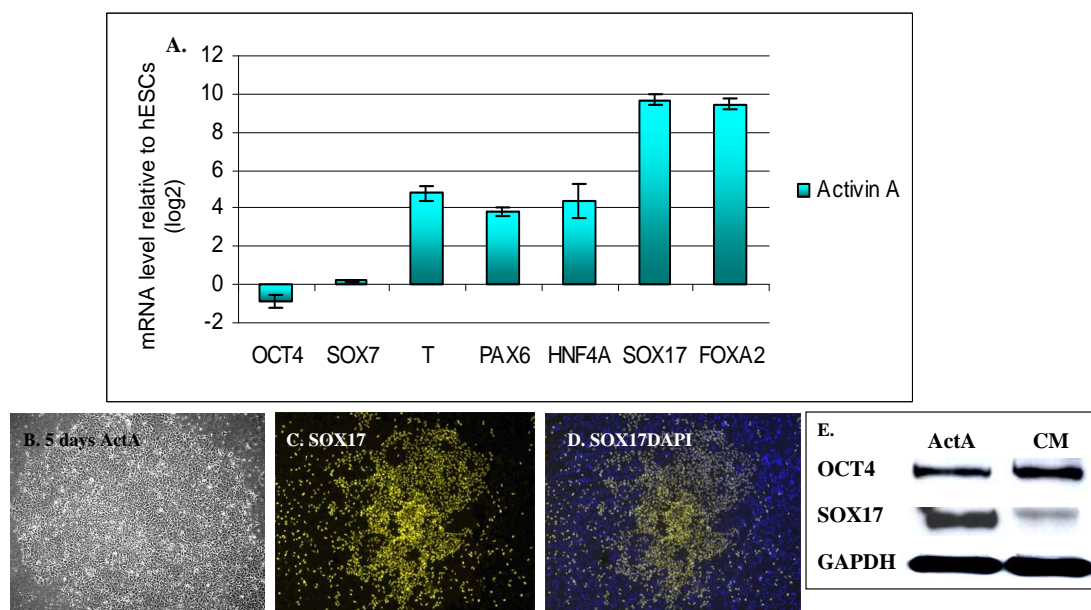 A.
12
10
8
6
4
2
0
-2
mRNA level relative to hESCs
(log2)
OCT4 SOX7 T PAX6 HNF4A SOX17 FOXA2
Activin A
B. 5 days ActA
C. SOX17
D. SOX17DAPI
E.
ActA CM
OCT4
SOX17
GAPDH